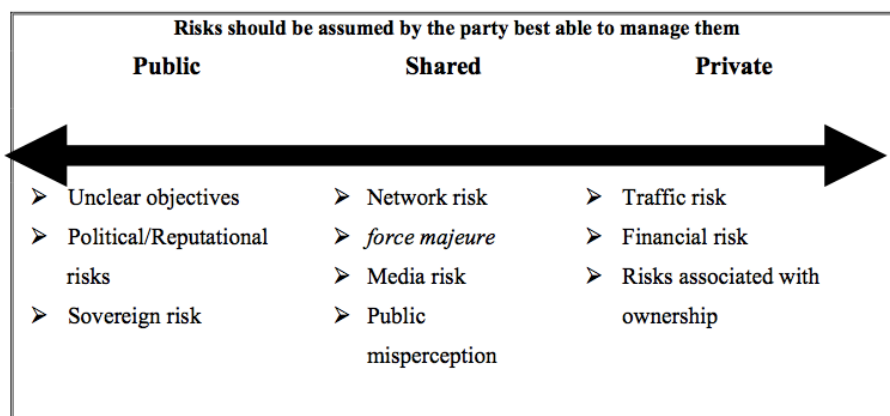 Risks should be assumed by the party best able to manage them
Public
Shared
Private
➢ Unclear objectives
➢ Political/Reputational
risks
➢ Sovereign risk
➢ Network risk
➢ force majeure
➢ Media risk
➢ Public
misperception
➢ Traffic risk
➢ Financial risk
➢ Risks associated with
ownership